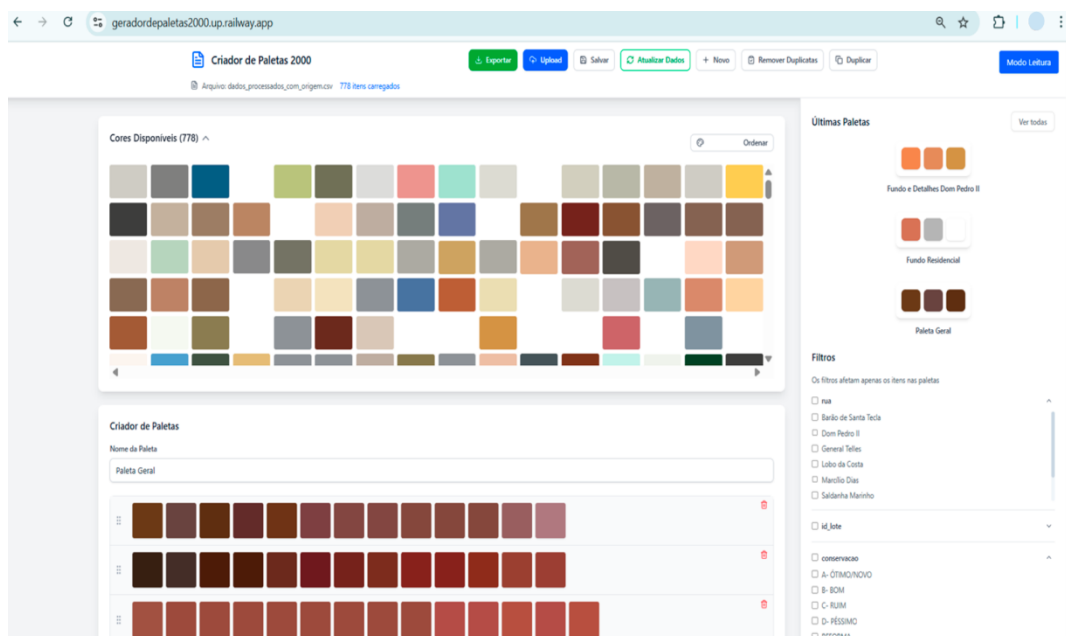 geradordepaletas2000.up.railway.app
Criador de Paletas 2000
Exportar
Upload
Salvar
Atualizar Dados
+ Novo
Remover Duplicatas
Duplicar
Modo Leitura
Arquivo: dados_processados_com_origem.csv 778 itens carregados
Cores Disponíveis (778)
Ordenar
Criador de Paletas
Nome da Paleta
Paleta Geral
Últimas Paletas
Ver todas
Fundo e Detalhes Dom Pedro II
Fundo Residencial
Paleta Geral
Filtros
Os filtros afetam apenas os itens nas paletas
rua
Barão de Santa Tecla
Dom Pedro II
General Telles
Lobo da Costa
Marcílio Dias
Saldanha Marinho
id_lote
conservacao
A- ÓTIMO/NOVO
B- BOM
C- RUIM
D- PÉSSIMO